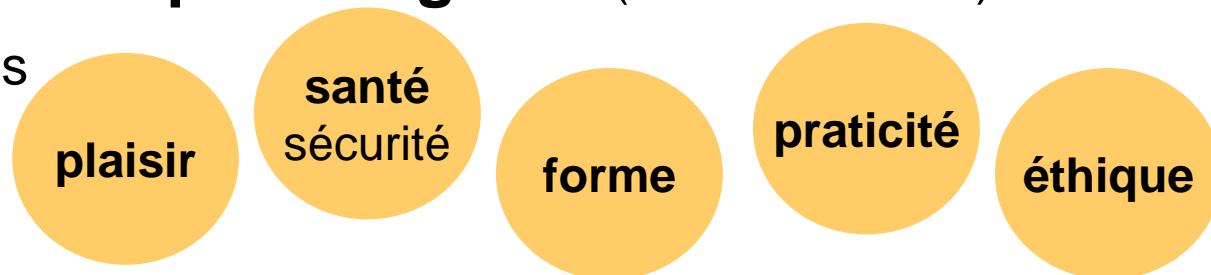 s
plaisir
santé
sécurité
forme
praticité
éthique